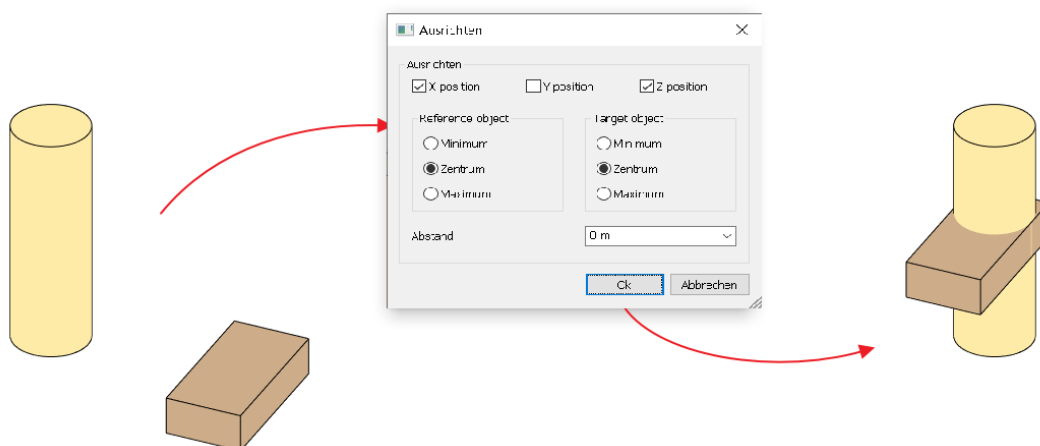 Ausrichten
Ausrichten
X position
Y position
Z position
Reference object
Minimum
Zentrum
Maximum
Target object
Minimum
Zentrum
Maximum
Abstand
0 m
Ok
Abbrechen